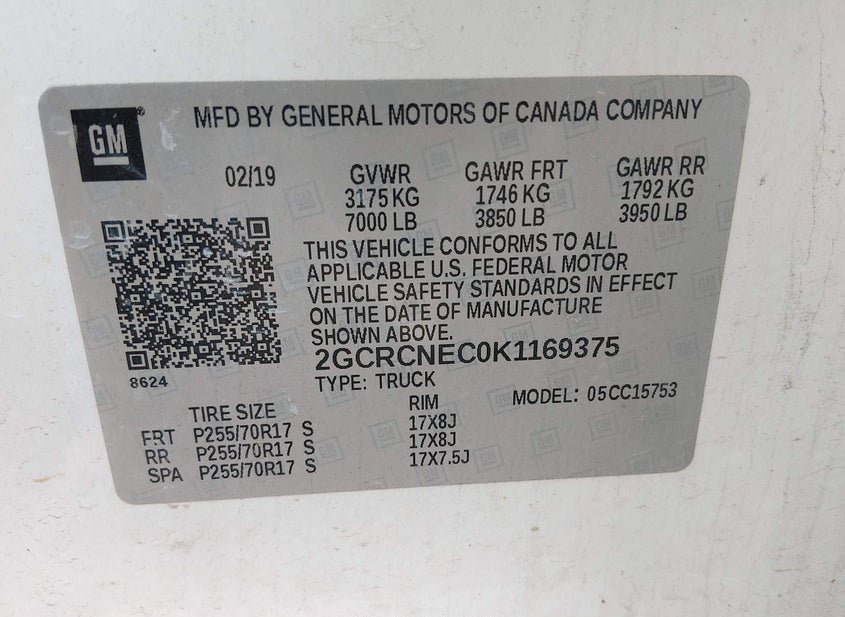 GM
MFD BY GENERAL MOTORS OF CANADA COMPANY
02/19 GVWR GAWR FRT GAWR RR
3175 KG 1746 KG 1792 KG
7000 LB 3850 LB 3950 LB
THIS VEHICLE CONFORMS TO ALL
APPLICABLE U.S. FEDERAL MOTOR
VEHICLE SAFETY STANDARDS IN EFFECT
ON THE DATE OF MANUFACTURE
SHOWN ABOVE.
2GCRCNEC0K1169375
8624
TYPE: TRUCK MODEL: 05CC15753
TIRE SIZE RIM
FRT P255/70R17 S 17X8J
RR P255/70R17 S 17X8J
SPA P255/70R17 S 17X7.5J